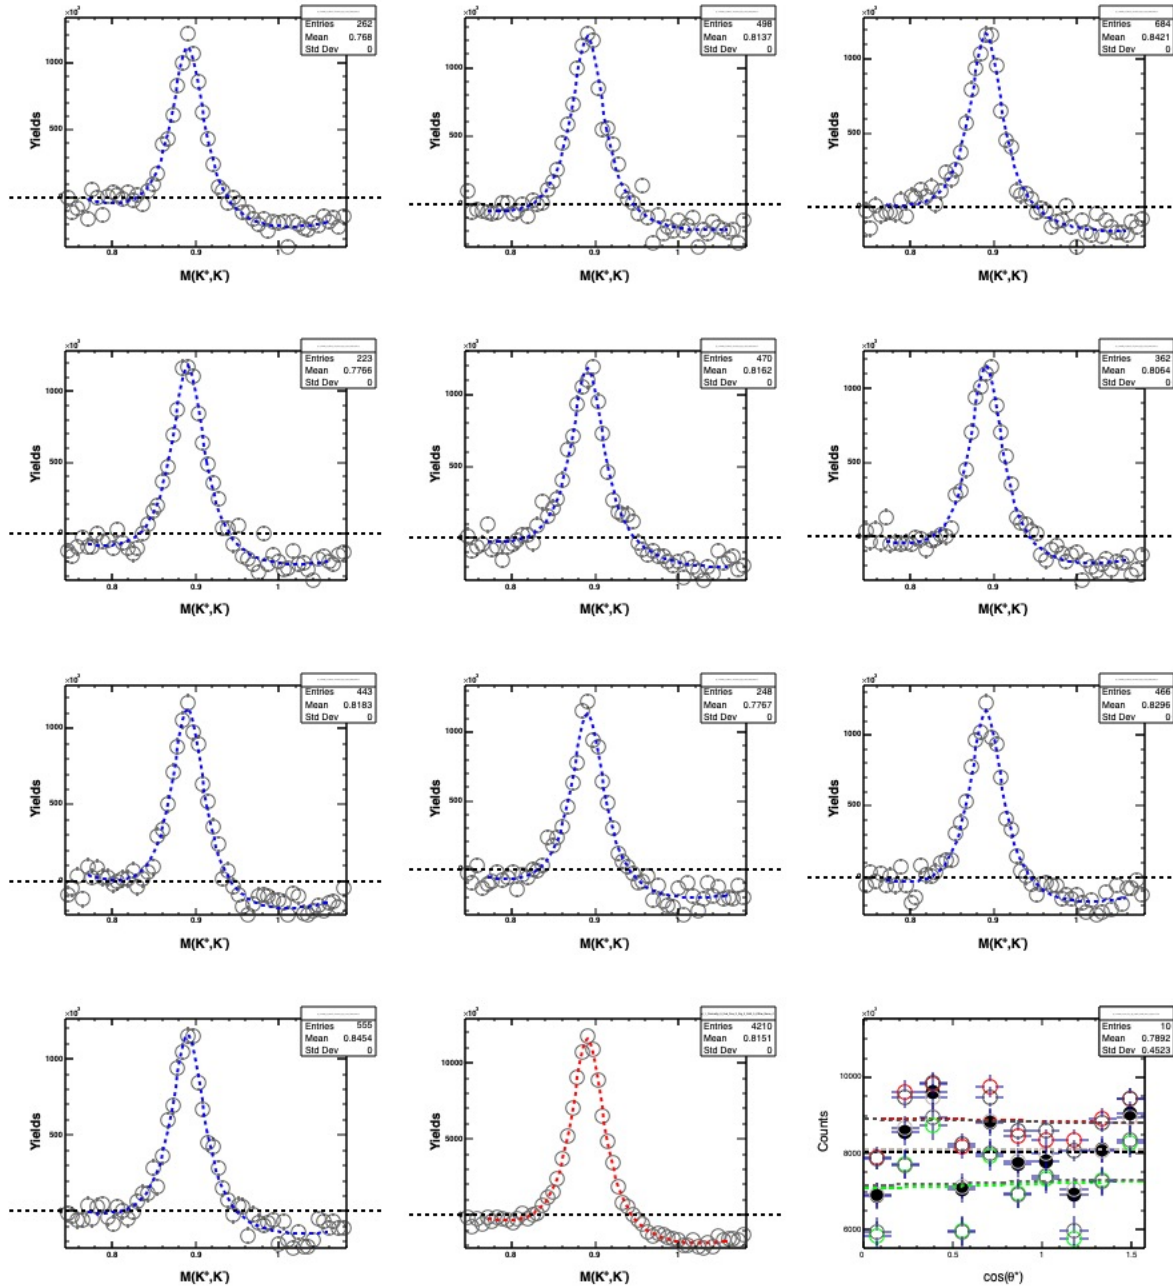 ×10³
Entries 262
Mean 0.768
Std Dev 0
1000
500
0
0.8 0.9 1
Yields
M(K⁺,K⁻)
×10³
Entries 498
Mean 0.8137
Std Dev 0
1000
500
0
0.8 0.9 1
Yields
M(K⁺,K⁻)
×10³
Entries 684
Mean 0.8421
Std Dev 0
1000
500
0
0.8 0.9 1
Yields
M(K⁺,K⁻)
×10³
Entries 223
Mean 0.7766
Std Dev 0
1000
500
0
0.8 0.9 1
Yields
M(K⁺,K⁻)
×10³
Entries 470
Mean 0.8162
Std Dev 0
1000
500
0
0.8 0.9 1
Yields
M(K⁺,K⁻)
×10³
Entries 362
Mean 0.8064
Std Dev 0
1000
500
0
0.8 0.9 1
Yields
M(K⁺,K⁻)
×10³
Entries 443
Mean 0.8183
Std Dev 0
1000
500
0
0.8 0.9 1
Yields
M(K⁺,K⁻)
×10³
Entries 248
Mean 0.7767
Std Dev 0
1000
500
0
0.8 0.9 1
Yields
M(K⁺,K⁻)
×10³
Entries 466
Mean 0.8296
Std Dev 0
1000
500
0
0.8 0.9 1
Yields
M(K⁺,K⁻)
×10³
Entries 555
Mean 0.8454
Std Dev 0
1000
500
0
0.8 0.9 1
Yields
M(K⁺,K⁻)
×10³
Entries 4210
Mean 0.8151
Std Dev 0
10000
5000
0
0.8 0.9 1
Yields
M(K⁺,K⁻)
×10³
Entries 10
Mean 0.7892
Std Dev 0.4523
10000
8000
6000
0 0.5 1 1.5
Counts
cos(θ*)